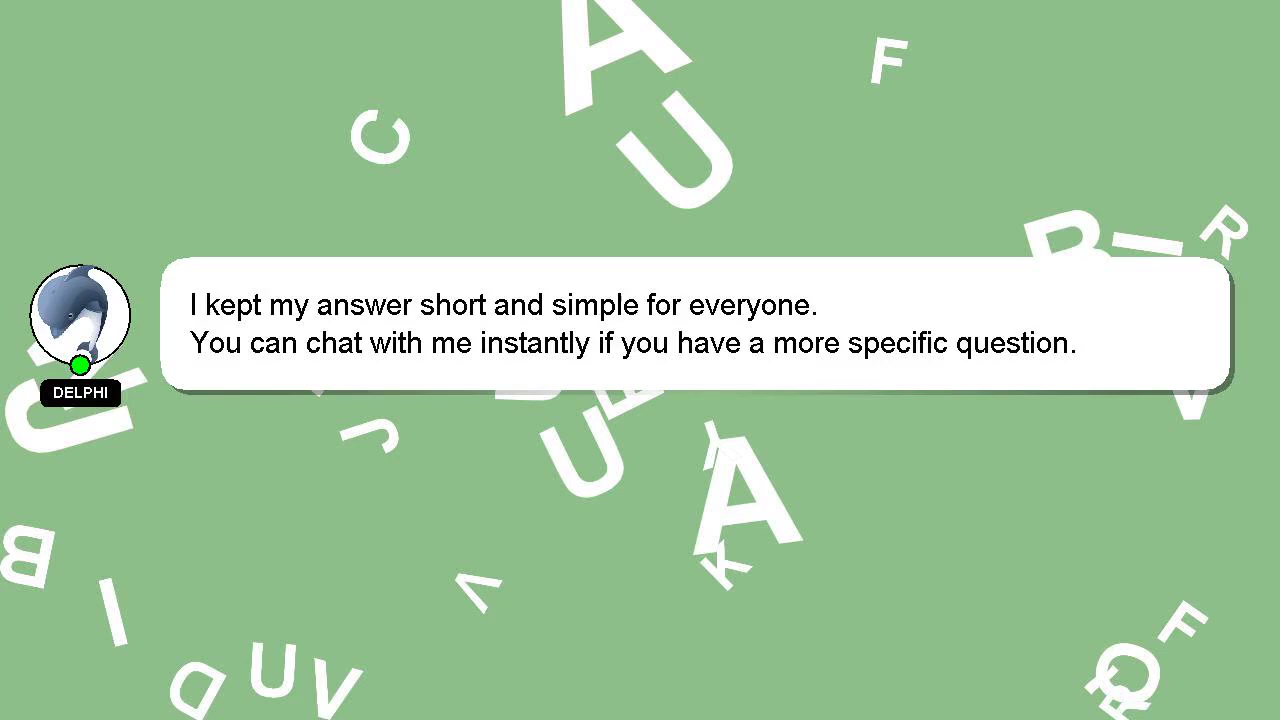 A
F
C
U
R
I
R
I kept my answer short and simple for everyone.
You can chat with me instantly if you have a more specific question.
DELPHI
J
U
A
K
B
I
V
D
U
V
F
Q
R